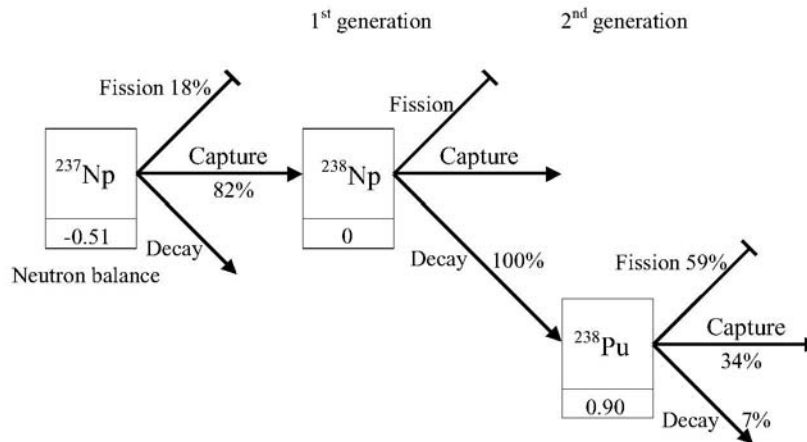 1st generation
2nd generation
Fission 18%
237Np
Capture
82%
Decay
-0.51
Neutron balance
Fission
238Np
Capture
0
Decay
100%
Fission 59%
238Pu
Capture
34%
0.90
Decay
7%